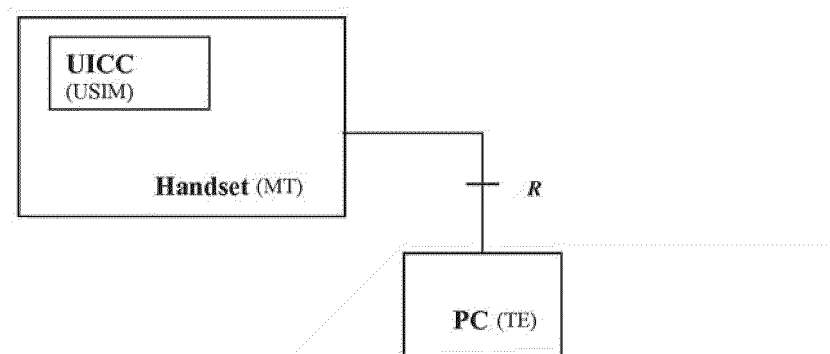 UICC
(USIM)
Handset (MT)
R
PC (TE)